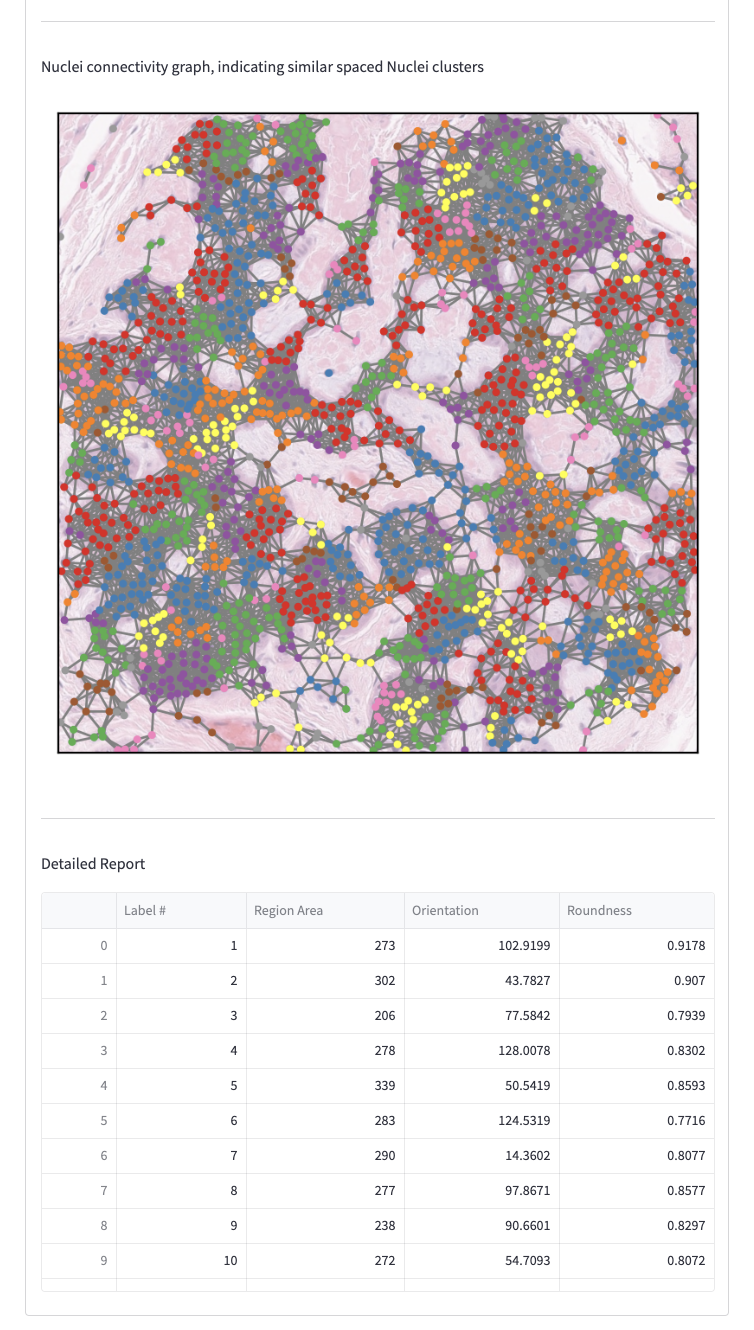 Nuclei connectivity graph, indicating similar spaced Nuclei clusters
Detailed Report
Label # Region Area Orientation Roundness
0 1 273 102.9199 0.9178
1 2 302 43.7827 0.907
2 3 206 77.5842 0.7939
3 4 278 128.0078 0.8302
4 5 339 50.5419 0.8593
5 6 283 124.5319 0.7716
6 7 290 14.3602 0.8077
7 8 277 97.8671 0.8577
8 9 238 90.6601 0.8297
9 10 272 54.7093 0.8072